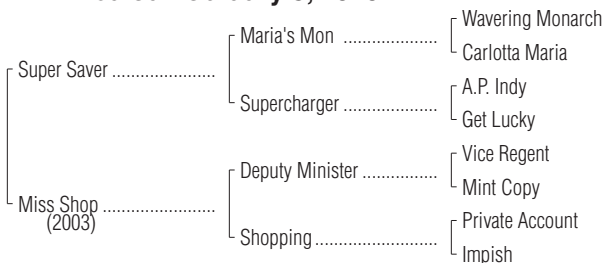 Wavering Monarch
Maria's Mon ....................
Carlotta Maria
Super Saver ......................
A.P. Indy
Supercharger ....................
Get Lucky
Vice Regent
Deputy Minister ................
Mint Copy
Miss Shop ........................
(2003)
Private Account
Shopping ..........................
Impish